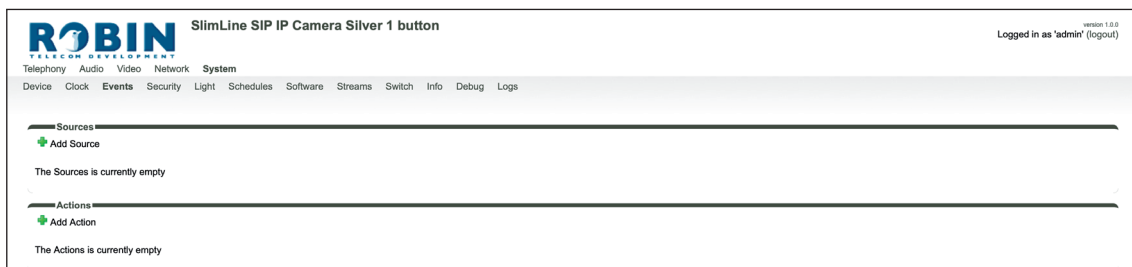 SlimLine SIP IP Camera Silver 1 button
version 1.0.0
Logged in as 'admin' (logout)
ROBIN
TELECOM DEVELOPMENT
Telephony Audio Video Network System
Device Clock Events Security Light Schedules Software Streams Switch Info Debug Logs
Sources
Add Source
The Sources is currently empty
Actions
Add Action
The Actions is currently empty